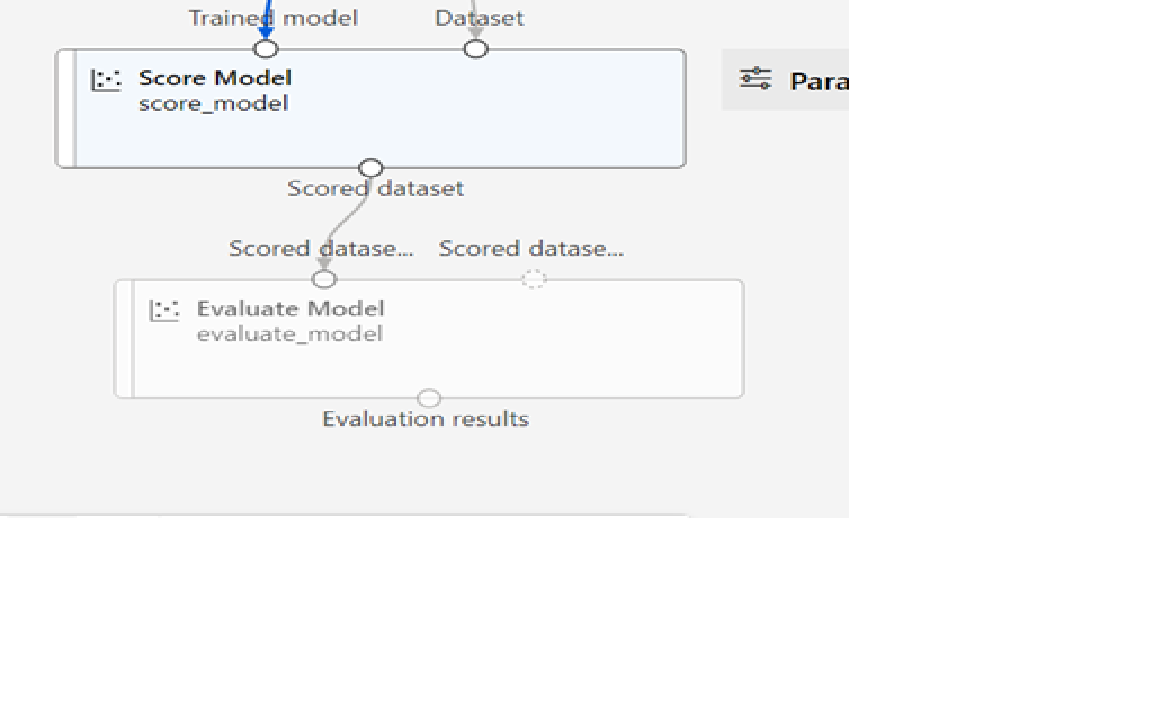 Trained model
Dataset
Score Model
score_model
Para
Scored dataset
Scored datase...
Scored datase...
Evaluate Model
evaluate_model
Evaluation results